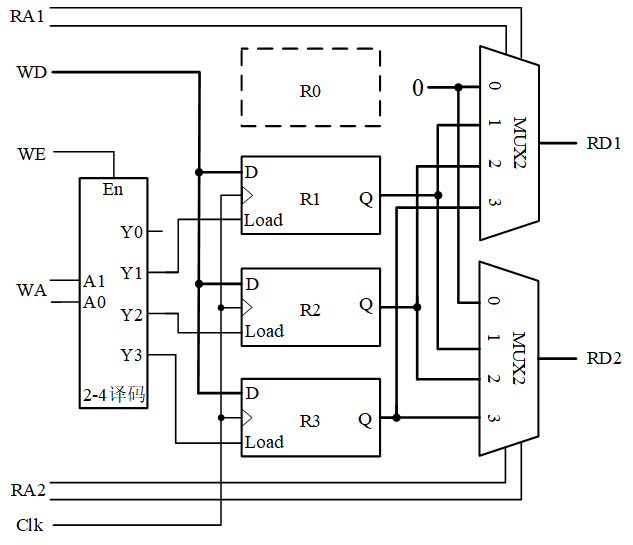 RA1
WD
R0
0
0
1
2
3
MUX2
RD1
WE
En
D
R1
Q
Load
Y0
Y1
Y2
Y3
WA
A1
A0
D
R2
Q
Load
0
1
2
3
MUX2
RD2
2-4译码
D
R3
Q
Load
RA2
Clk